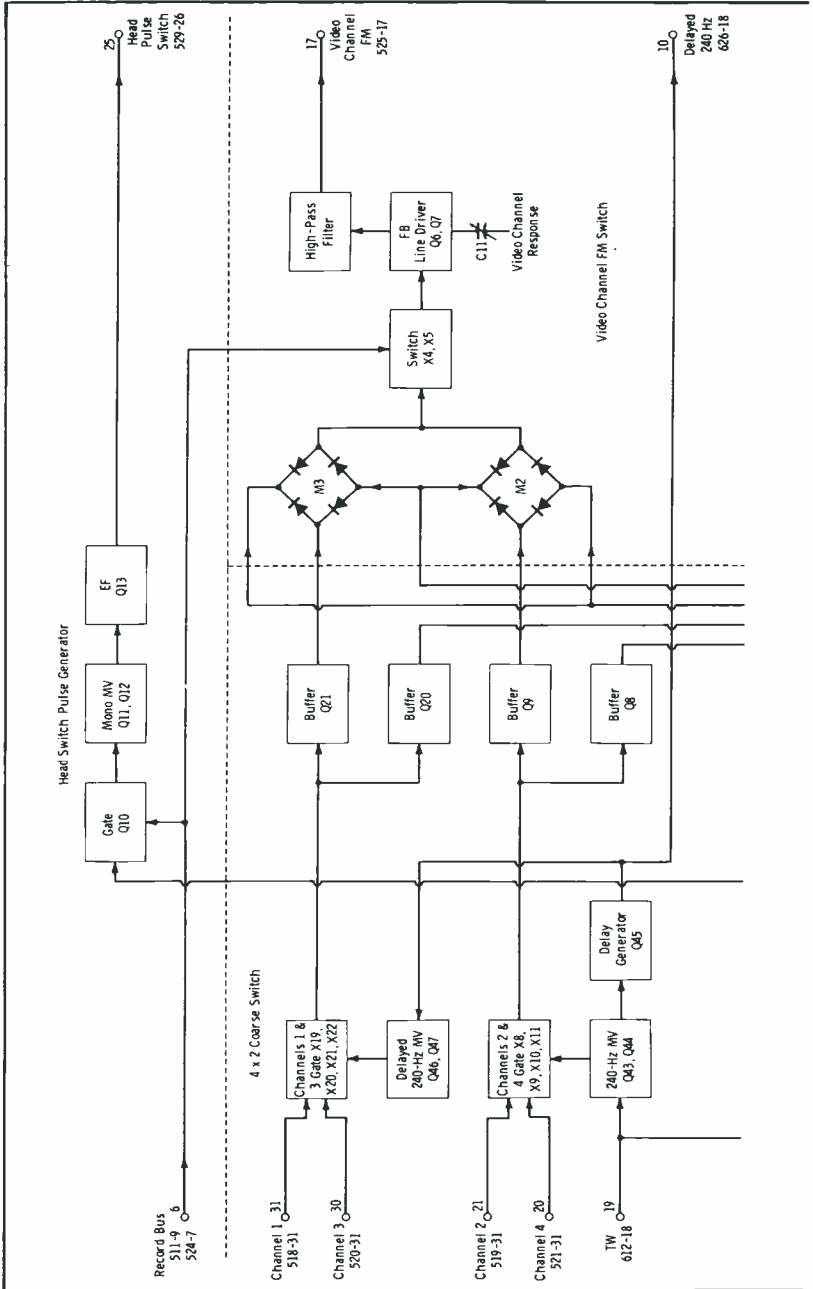 25
Head
Pulse
Switch
529-26
17
Video
Channel
FM
525-17
10
Delayed
240 Hz
626-18
High-Pass
Filter
FB
Line Driver
Q6, Q7
C11
Video Channel
Response
Switch
X4, X5
Video Channel FM Switch
M3
M2
Head Switch Pulse Generator
EF
Q13
Mono MV
Q11, Q12
Gate
Q10
Buffer
Q21
Buffer
Q20
Buffer
Q9
Buffer
Q8
4 x 2 Coarse Switch
Channels 1 &
3 Gate X19,
X20, X21, X22
Delayed
240-Hz MV
Q46, Q47
Channels 2 &
4 Gate X8,
X9, X10, X11
240-Hz MV
Q43, Q44
Delay
Generator
Q45
Record Bus
511-9
524-7
6
Channel 1
518-31
31
Channel 3
520-31
30
Channel 2
519-31
21
Channel 4
521-31
20
TW
612-18
19